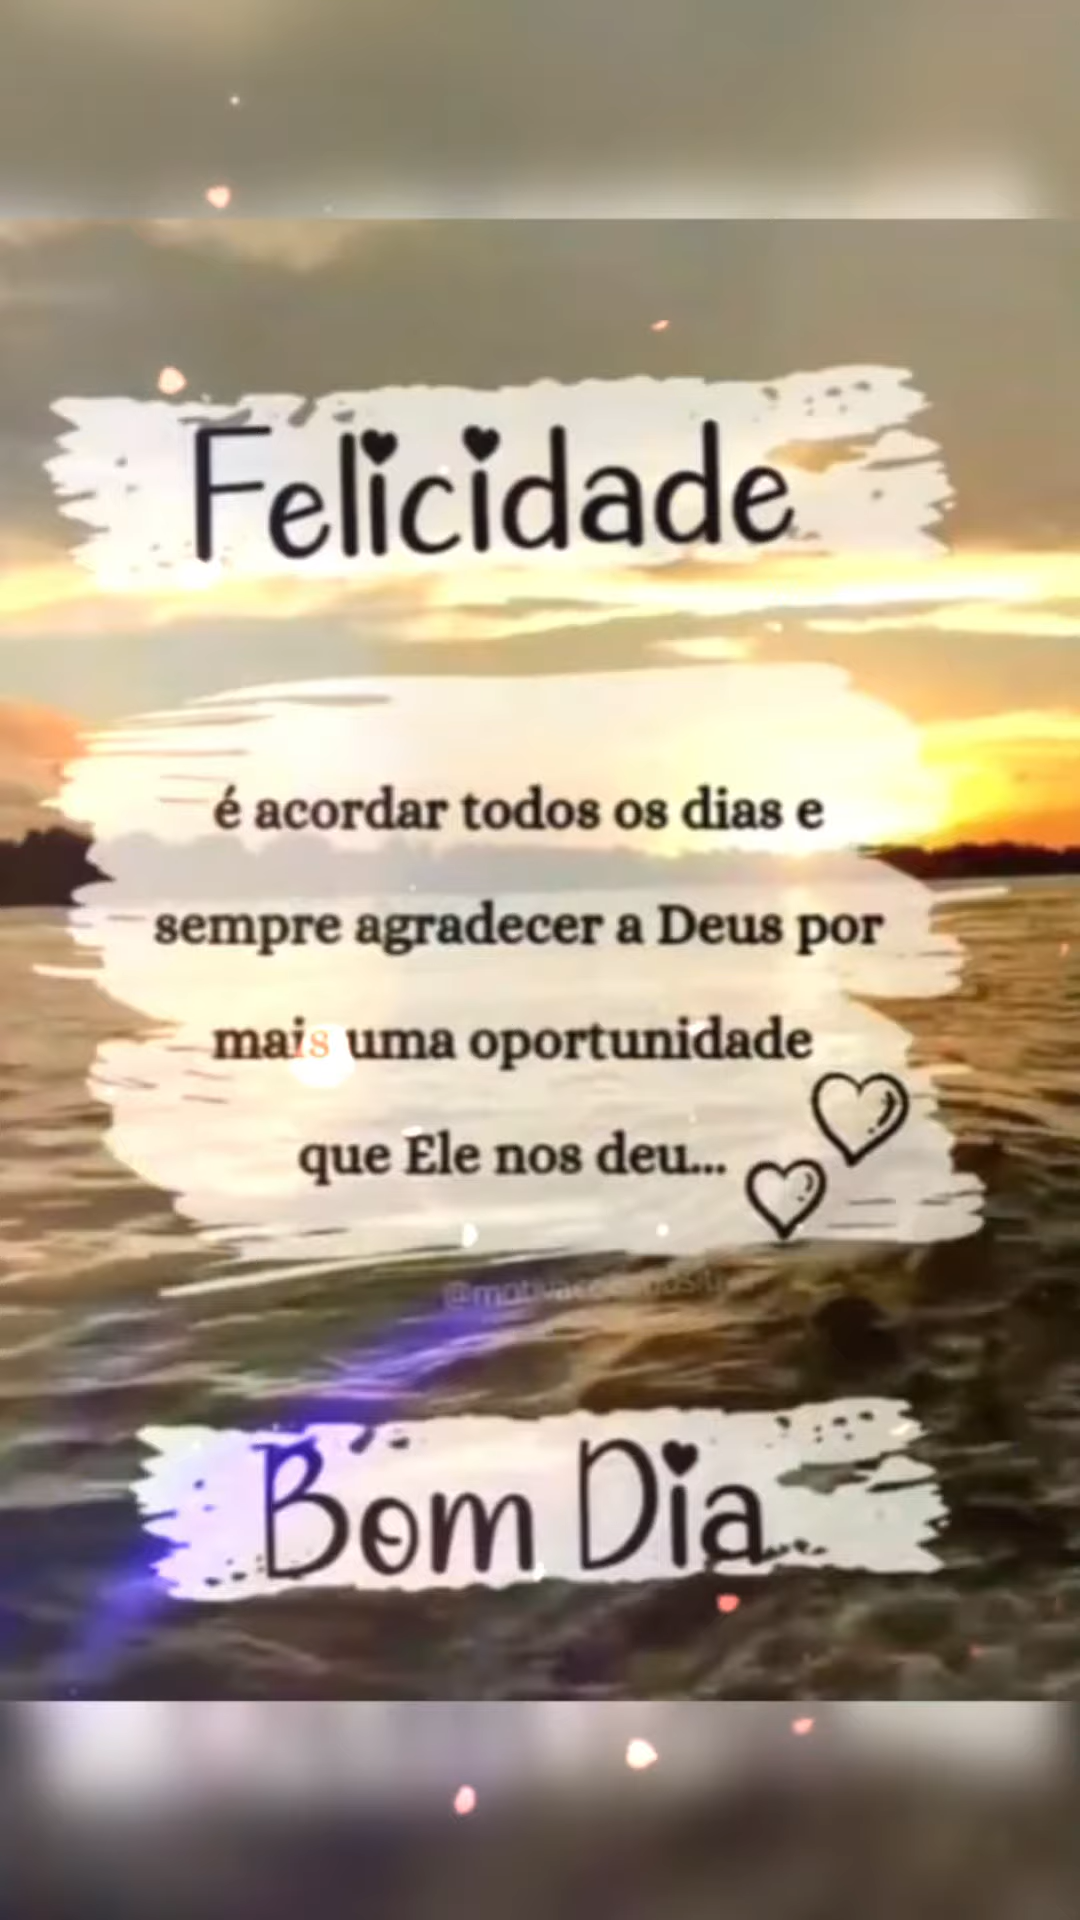 Felicidade
é acordar todos os dias e
sempre agradecer a Deus por
mais uma oportunidade
que Ele nos deu...
Bom Dia